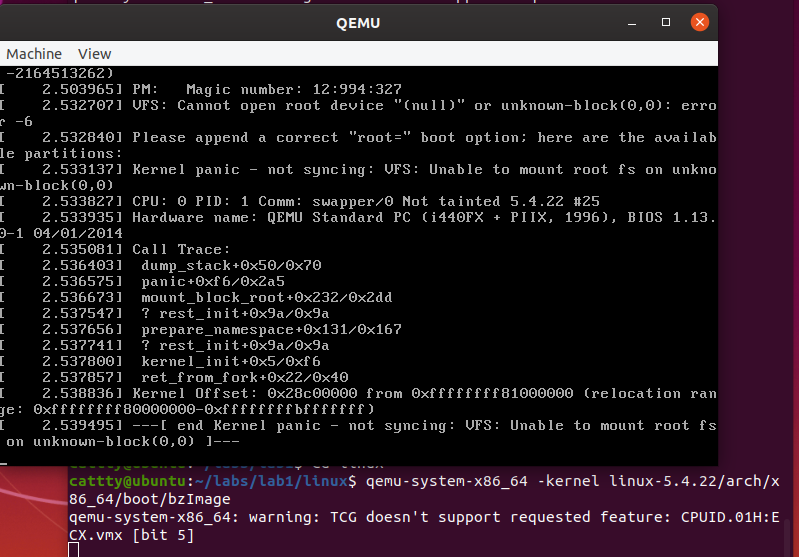 QEMU
Machine View
-2164513262)
[ 2.503965] PM: Magic number: 12:994:327
[ 2.532707] VFS: Cannot open root device "(null)" or unknown-block(0,0): erro
r -6
[ 2.532840] Please append a correct "root=" boot option; here are the availab
le partitions:
[ 2.533137] Kernel panic - not syncing: VFS: Unable to mount root fs on unkno
wn-block(0,0)
[ 2.533827] CPU: 0 PID: 1 Comm: swapper/0 Not tainted 5.4.22 #25
[ 2.533935] Hardware name: QEMU Standard PC (i440FX + PIIX, 1996), BIOS 1.13.
0-1 04/01/2014
[ 2.535081] Call Trace:
[ 2.536403] dump_stack+0x50/0x70
[ 2.536575] panic+0xf6/0x2a5
[ 2.536673] mount_block_root+0x232/0x2dd
[ 2.537547] ? rest_init+0x9a/0x9a
[ 2.537656] prepare_namespace+0x131/0x167
[ 2.537741] ? rest_init+0x9a/0x9a
[ 2.537800] kernel_init+0x5/0xf6
[ 2.537857] ret_from_fork+0x22/0x40
[ 2.538836] Kernel Offset: 0x28c00000 from 0xffffffff81000000 (relocation ran
ge: 0xffffffff80000000-0xffffffffbfffffff)
[ 2.539495] ---[ end Kernel panic - not syncing: VFS: Unable to mount root fs
on unknown-block(0,0) ]---
cattty@ubuntu:~/labs/lab1$ cd linux
cattty@ubuntu:~/labs/lab1/linux$ qemu-system-x86_64 -kernel linux-5.4.22/arch/x
86_64/boot/bzImage
qemu-system-x86_64: warning: TCG doesn't support requested feature: CPUID.01H:E
CX.vmx [bit 5]